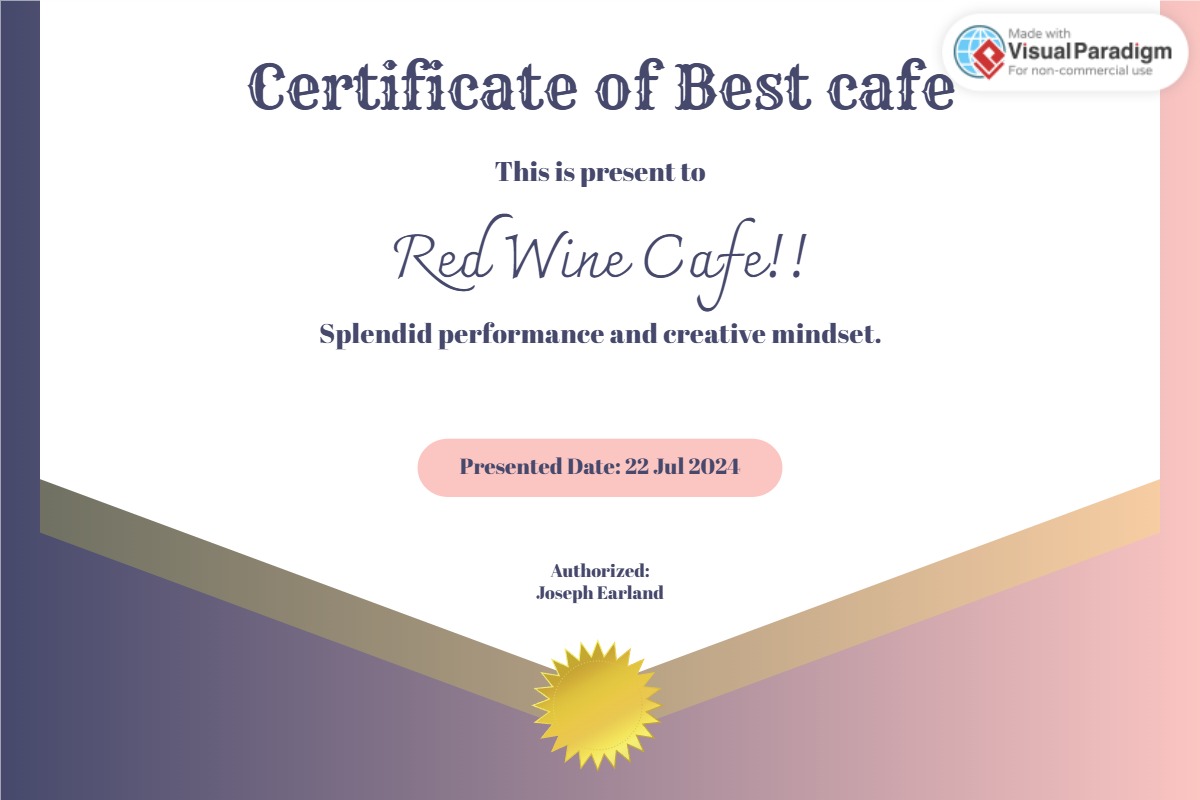 Made with
Visual Paradigm
For non-commercial use
Certificate of Best cafe
This is present to
Red Wine Cafe!!
Splendid performance and creative mindset.
Presented Date: 22 Jul 2024
Authorized:
Joseph Earland